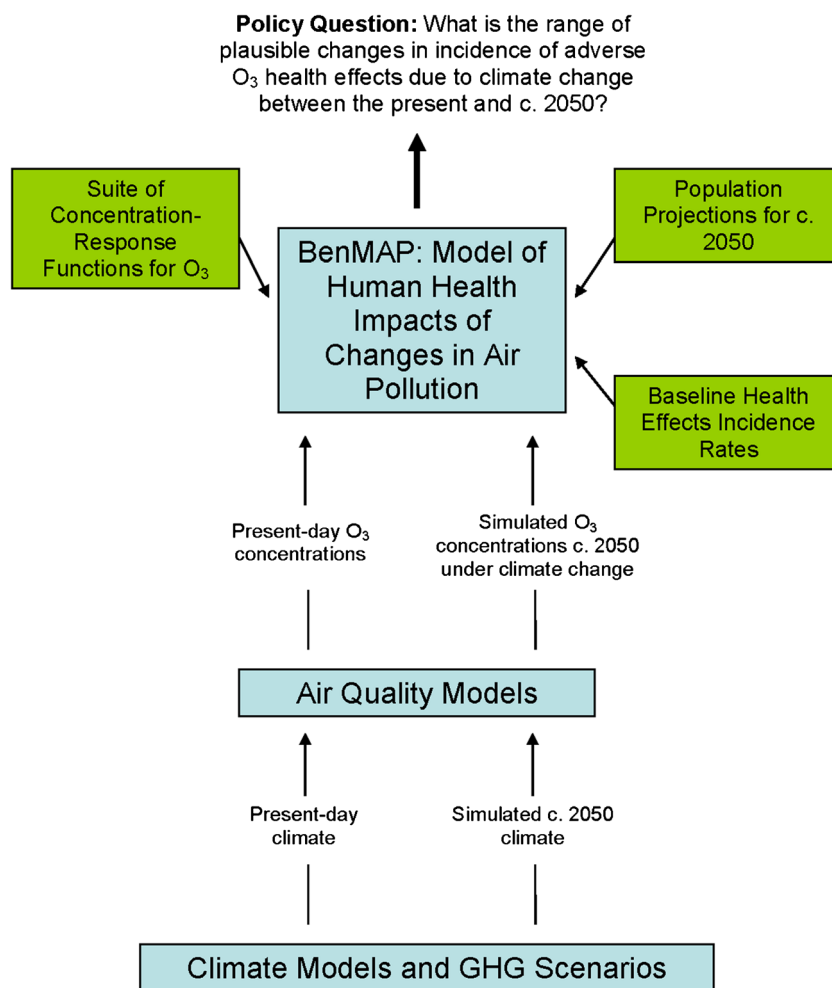 Policy Question: What is the range of
plausible changes in incidence of adverse
O₃ health effects due to climate change
between the present and c. 2050?
Suite of
Concentration-
Response
Functions for O₃
Population
Projections for c.
2050
BenMAP: Model of
Human Health
Impacts of
Changes in Air
Pollution
Baseline Health
Effects Incidence
Rates
Present-day O₃
concentrations
Simulated O₃
concentrations c. 2050
under climate change
Air Quality Models
Present-day
climate
Simulated c. 2050
climate
Climate Models and GHG Scenarios